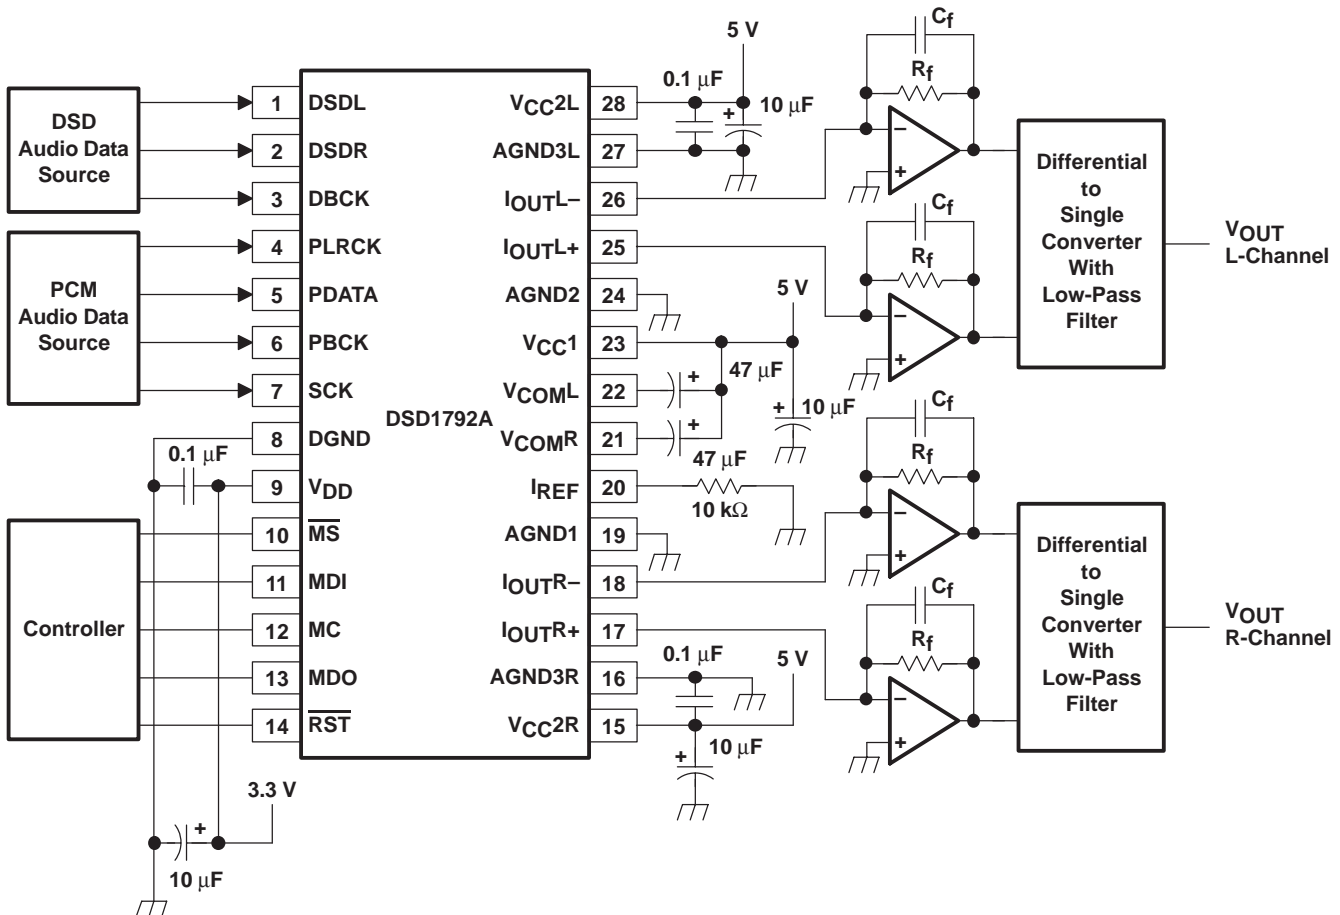 DSD
Audio Data
Source
PCM
Audio Data
Source
Controller
1 DSDL
2 DSDR
3 DBCK
4 PLRCK
5 PDATA
6 PBCK
7 SCK
8 DGND
9 VDD
10 MS
11 MDI
12 MC
13 MDO
14 RST
0.1 µF
3.3 V
+
10 µF
DSD1792A
VCC2L 28
AGND3L 27
IOUTL– 26
IOUTL+ 25
AGND2 24
VCC1 23
VCOML 22
VCOMR 21
IREF 20
AGND1 19
IOUTR– 18
IOUTR+ 17
AGND3R 16
VCC2R 15
5 V
0.1 µF
+
10 µF
5 V
47 µF
+
+
47 µF
+
10 µF
10 kΩ
0.1 µF
5 V
10 µF
+
Cf
Rf
–
+
Cf
Rf
–
+
Cf
Rf
–
+
Cf
Rf
–
+
Differential
to
Single
Converter
With
Low-Pass
Filter
VOUT
L-Channel
Differential
to
Single
Converter
With
Low-Pass
Filter
VOUT
R-Channel